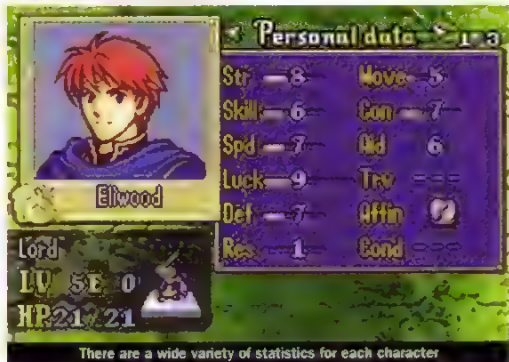 Personal data 1 3
Str 8 Move 5
Skill 6 Con 7
Spd 7 Aid 6
Luck 9 Trv ---
Def 7 Affin
Res 1 Cond ---
Eliwood
Lord
LV 5 E 0
HP 21/21
There are a wide variety of statistics for each character